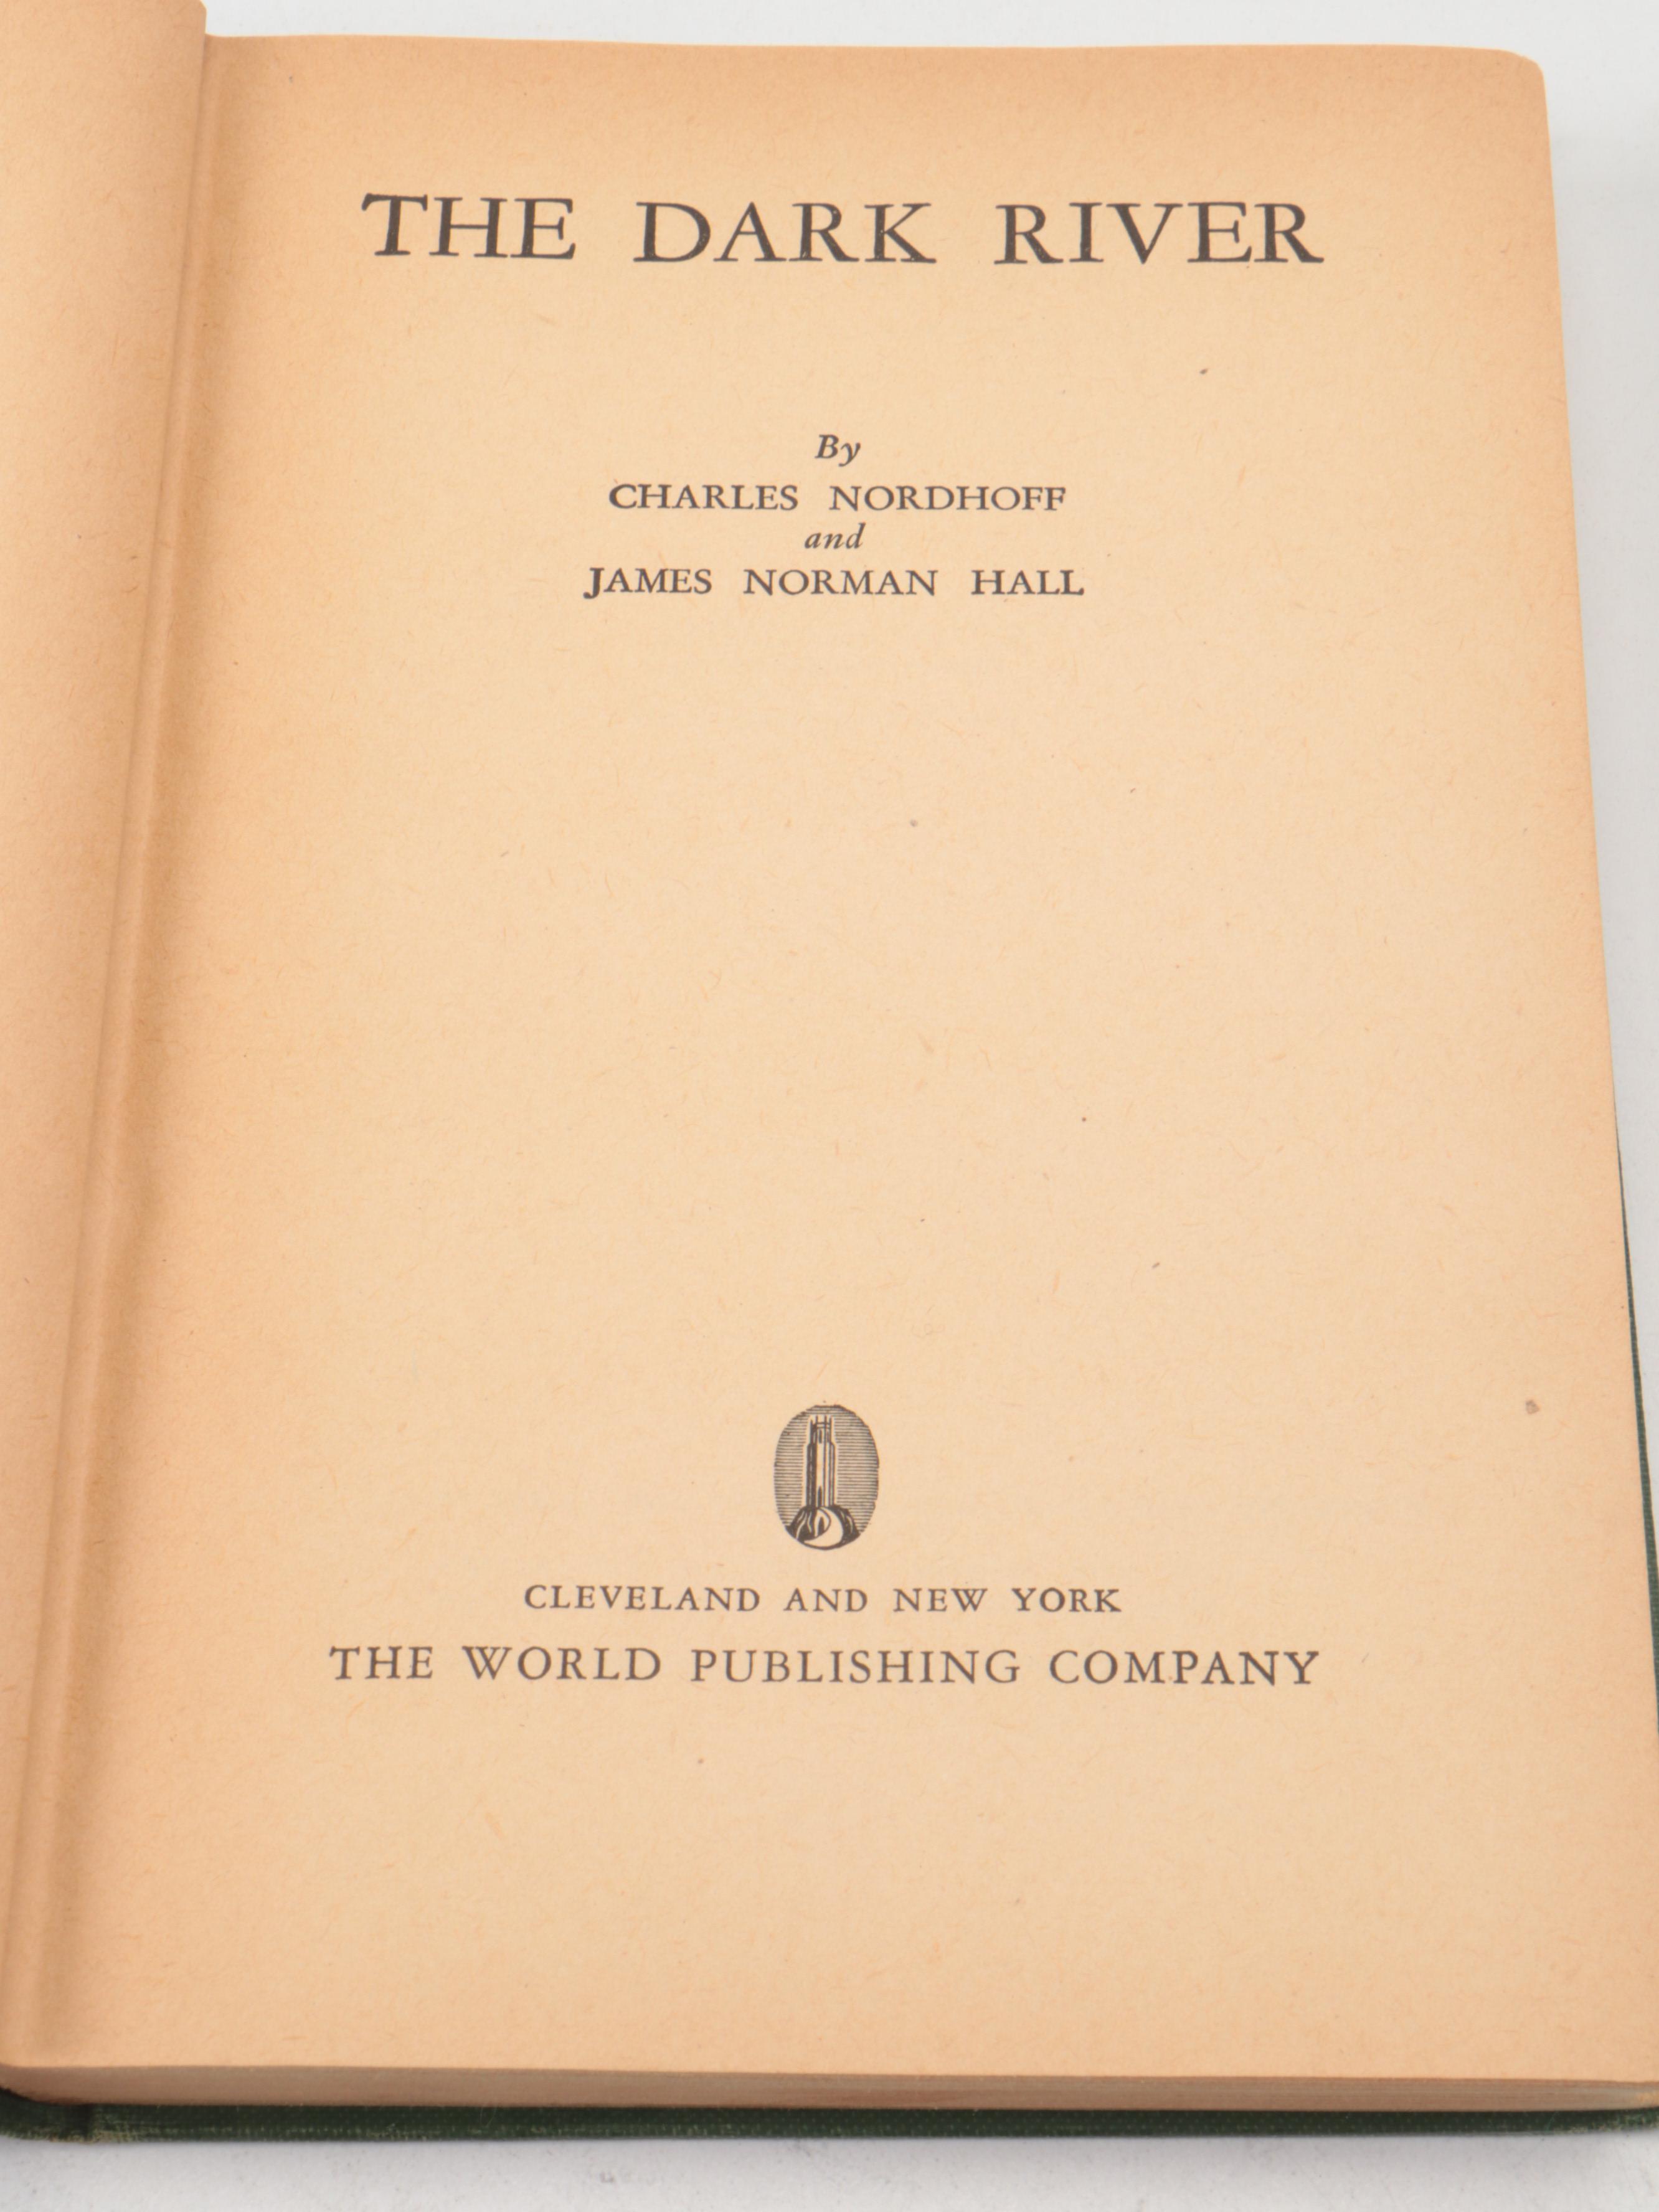 THE DARK RIVER
By
CHARLES NORDHOFF
and
JAMES NORMAN HALL
CLEVELAND AND NEW YORK
THE WORLD PUBLISHING COMPANY